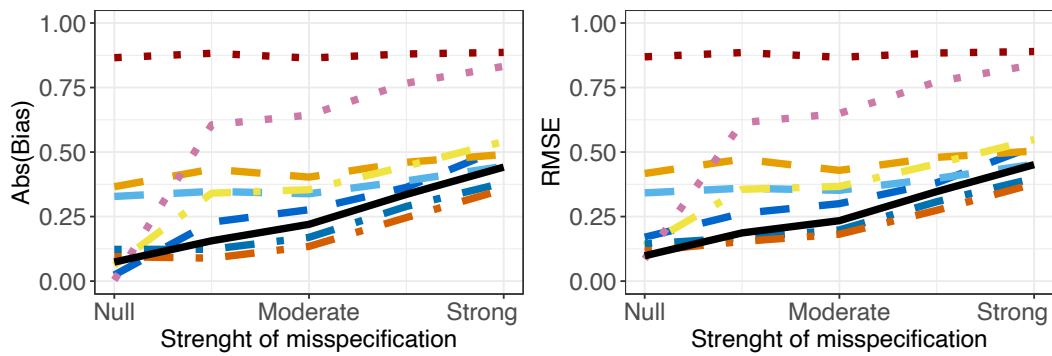 Abs(Bias)
1.00
0.75
0.50
0.25
0.00
Null
Moderate
Strong
Strenght of misspecification
RMSE
1.00
0.75
0.50
0.25
0.00
Null
Moderate
Strong
Strenght of misspecification